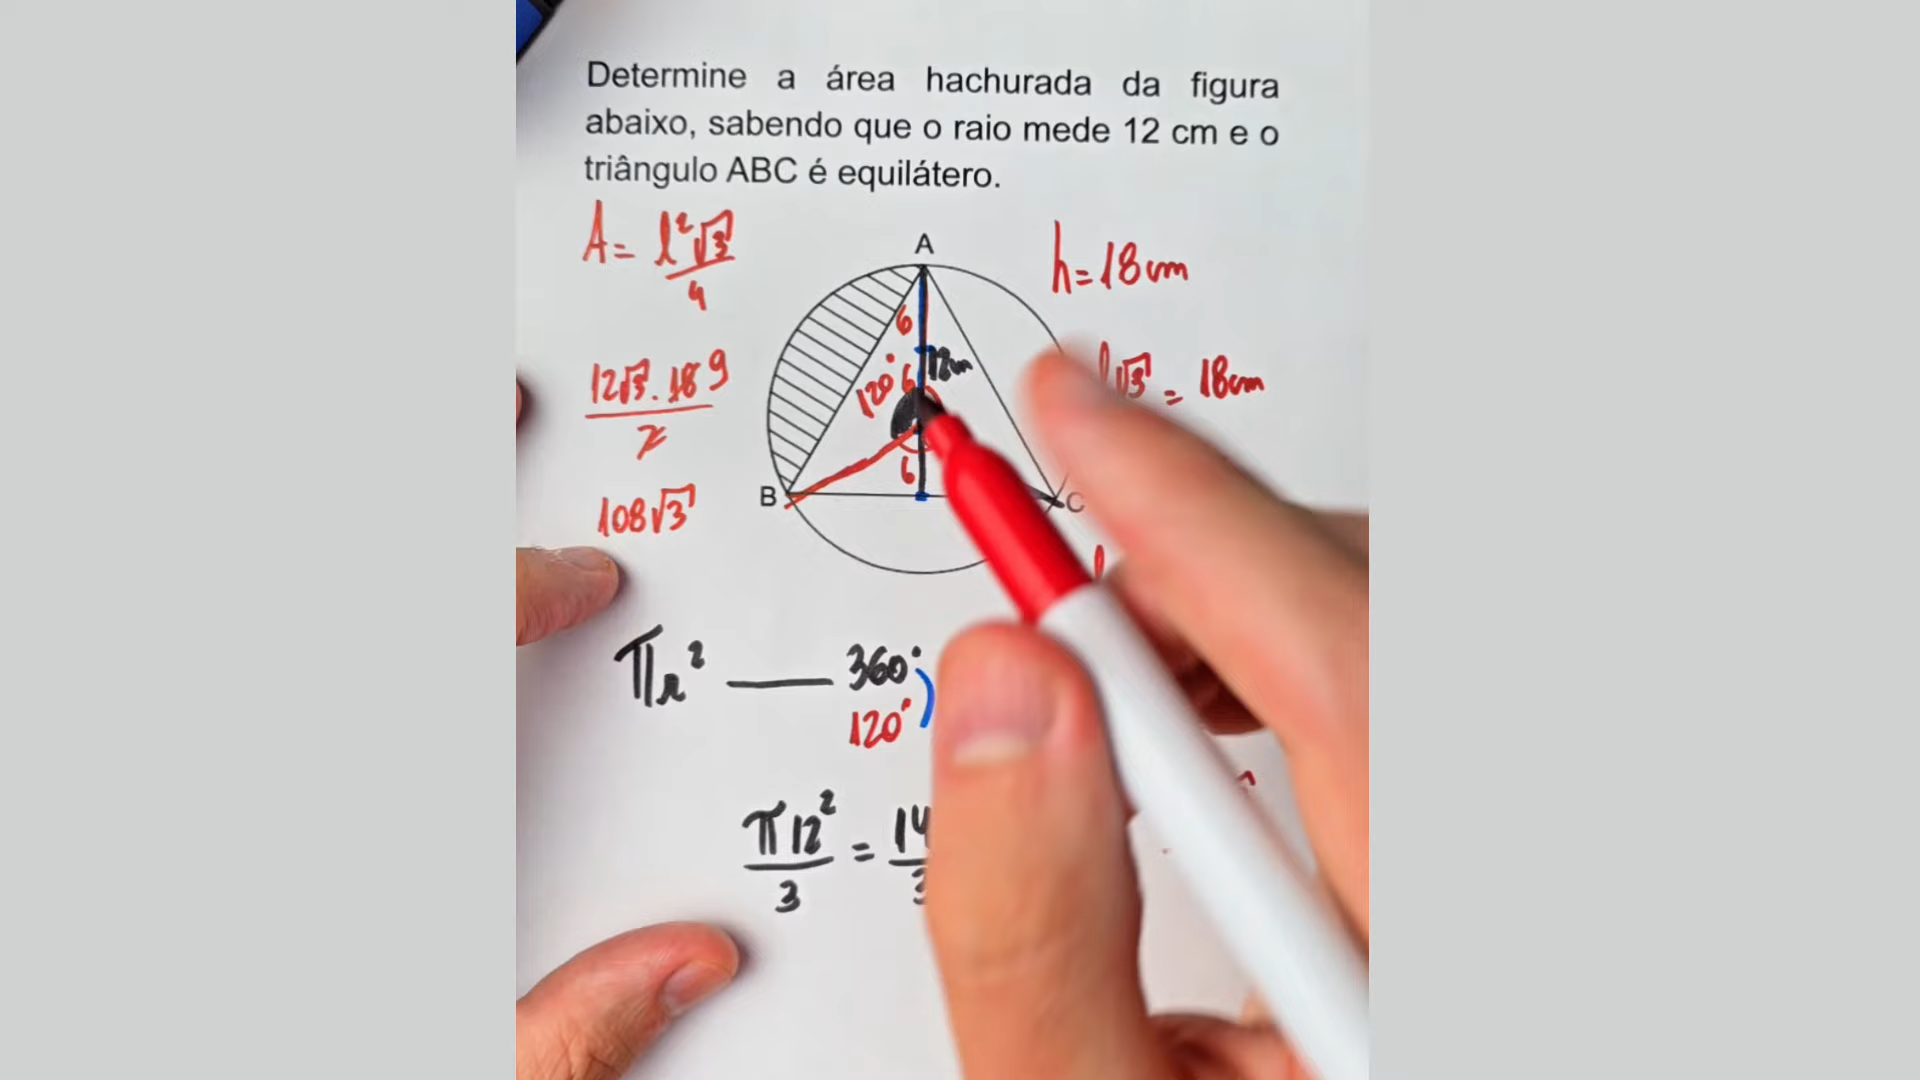 Determine a área hachurada da figura
abaixo, sabendo que o raio mede 12 cm e o
triângulo ABC é equilátero.
A = l²√3
4
A
h = 18cm
6
12cm
12√3 . 18 9
2
120°
6
√3 = 18cm
6
B
C
108√3
πr² — 360°
120°
π12² = 14
3
3